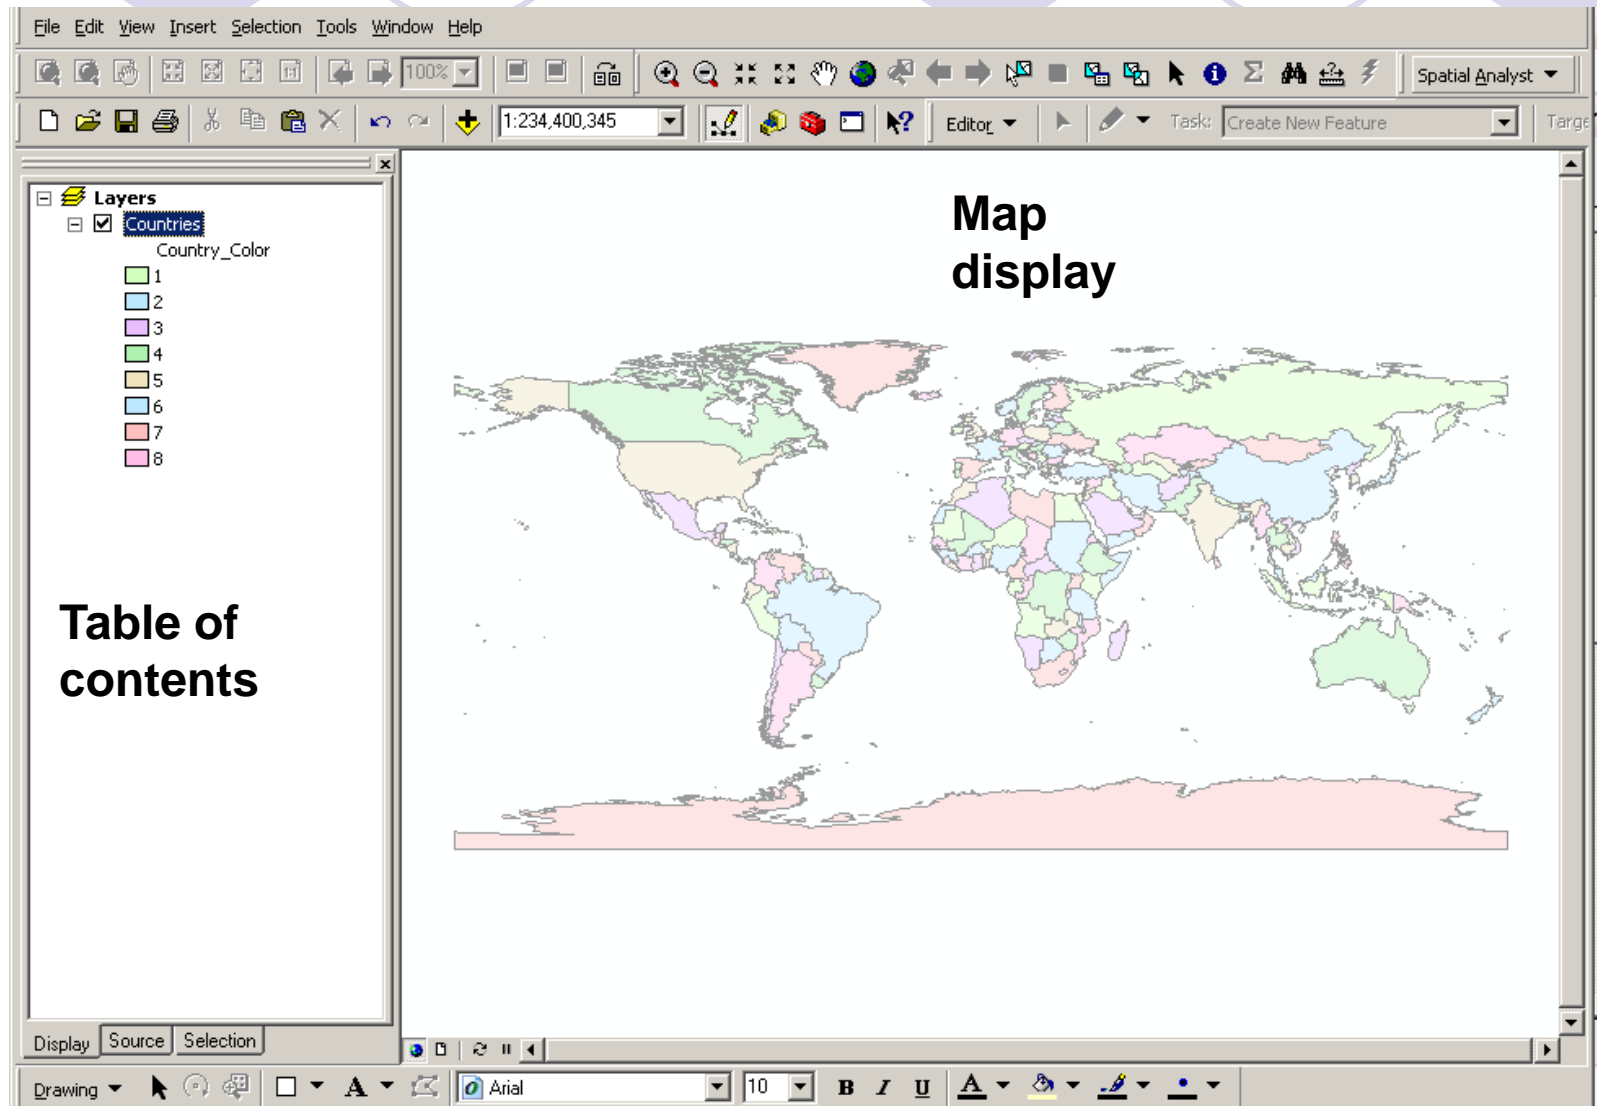 File Edit View Insert Selection Tools Window Help
100% Spatial Analyst
1:234,400,345 Editor Task: Create New Feature Targe
Layers
Countries
Country_Color
1
2
3
4
5
6
7
8
Map
display
Table of
contents
Display Source Selection
Drawing A Arial 10 B I U A